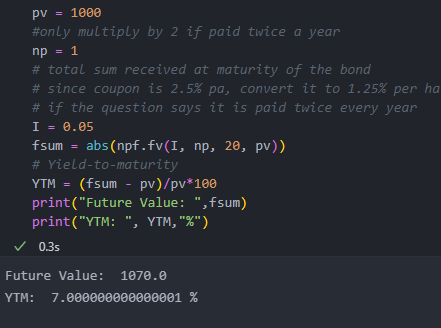 pv = 1000
#only multiply by 2 if paid twice a year
np = 1
# total sum received at maturity of the bond
# since coupon is 2.5% pa, convert it to 1.25% per ha
# if the question says it is paid twice every year
I = 0.05
fsum = abs(npf.fv(I, np, 20, pv))
# Yield-to-maturity
YTM = (fsum - pv)/pv*100
print("Future Value: ",fsum)
print("YTM: ", YTM,"%")
✓ 0.3s
Future Value:  1070.0
YTM:  7.000000000000001 %